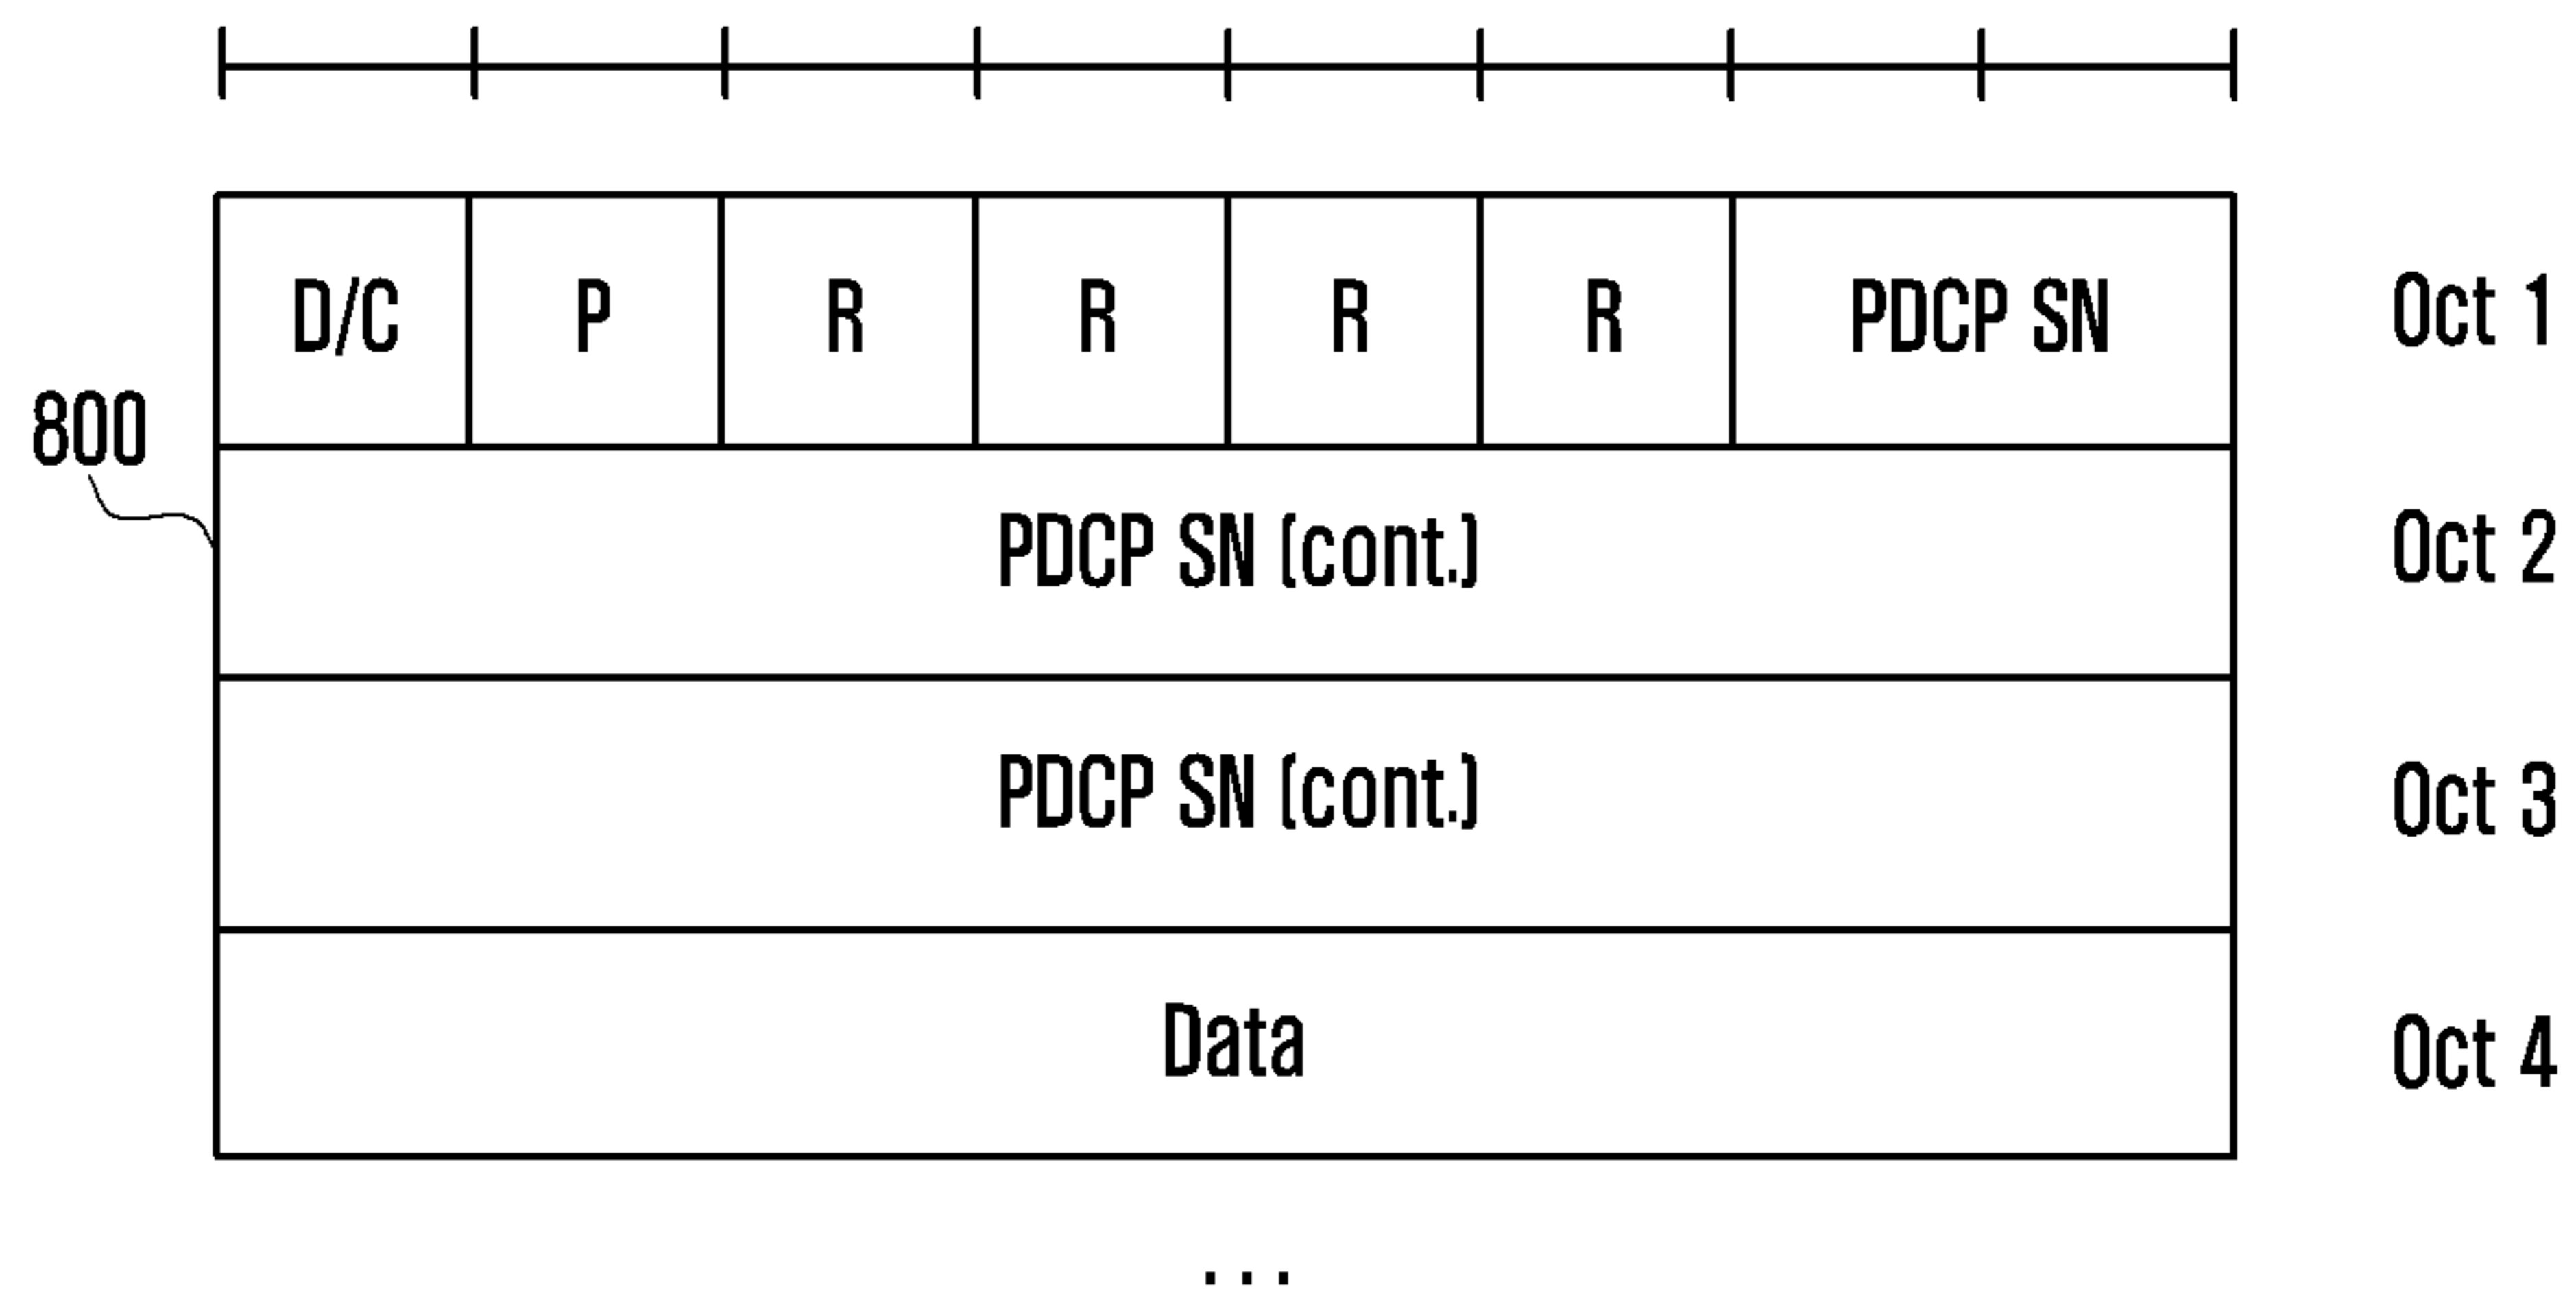 D/C P R R R R PDCP SN Oct 1
800
PDCP SN (cont.) Oct 2
PDCP SN (cont.) Oct 3
Data Oct 4
...